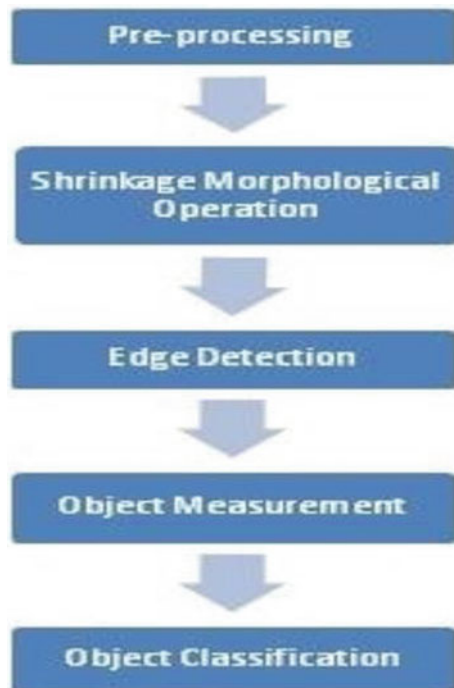 Pre-processing
Shrinkage Morphological
Operation
Edge Detection
Object Measurement
Object Classification